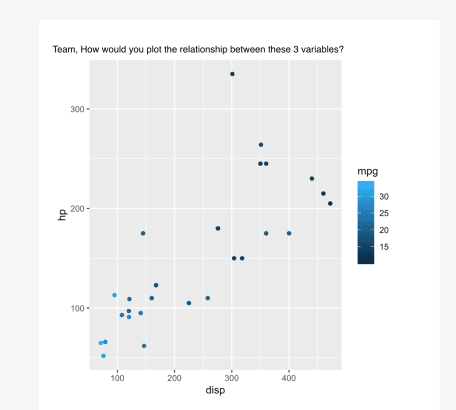 Team, How would you plot the relationship between these 3 variables?
300
200
100
hp
100 200 300 400
disp
mpg
30
25
20
15